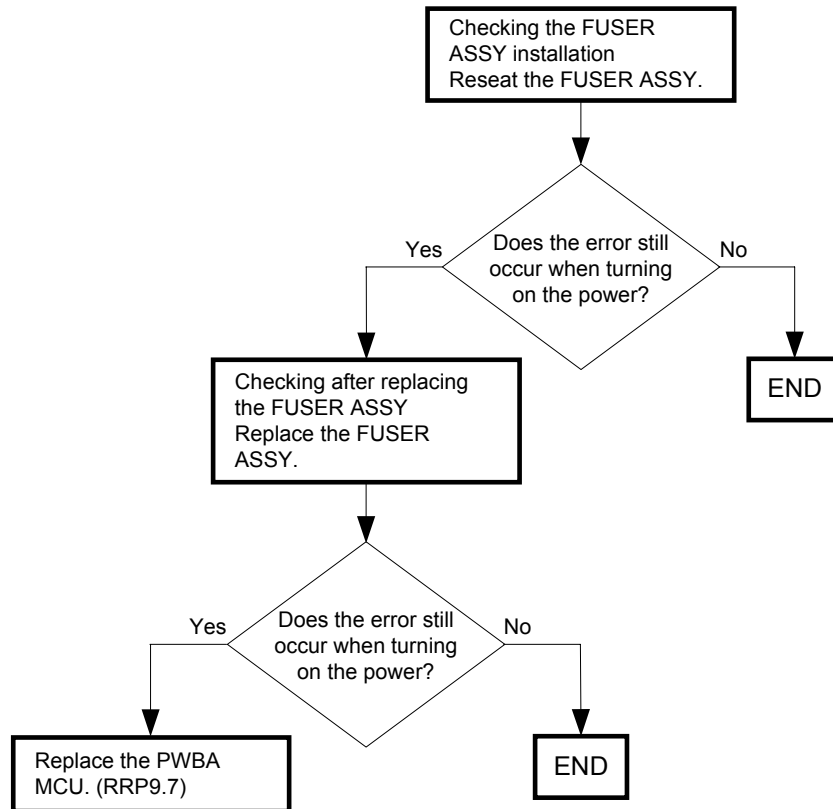 Checking the FUSER
ASSY installation
Reseat the FUSER ASSY.
Yes
Does the error still
occur when turning
on the power?
No
Checking after replacing
the FUSER ASSY
Replace the FUSER
ASSY.
END
Yes
Does the error still
occur when turning
on the power?
No
Replace the PWBA
MCU. (RRP9.7)
END